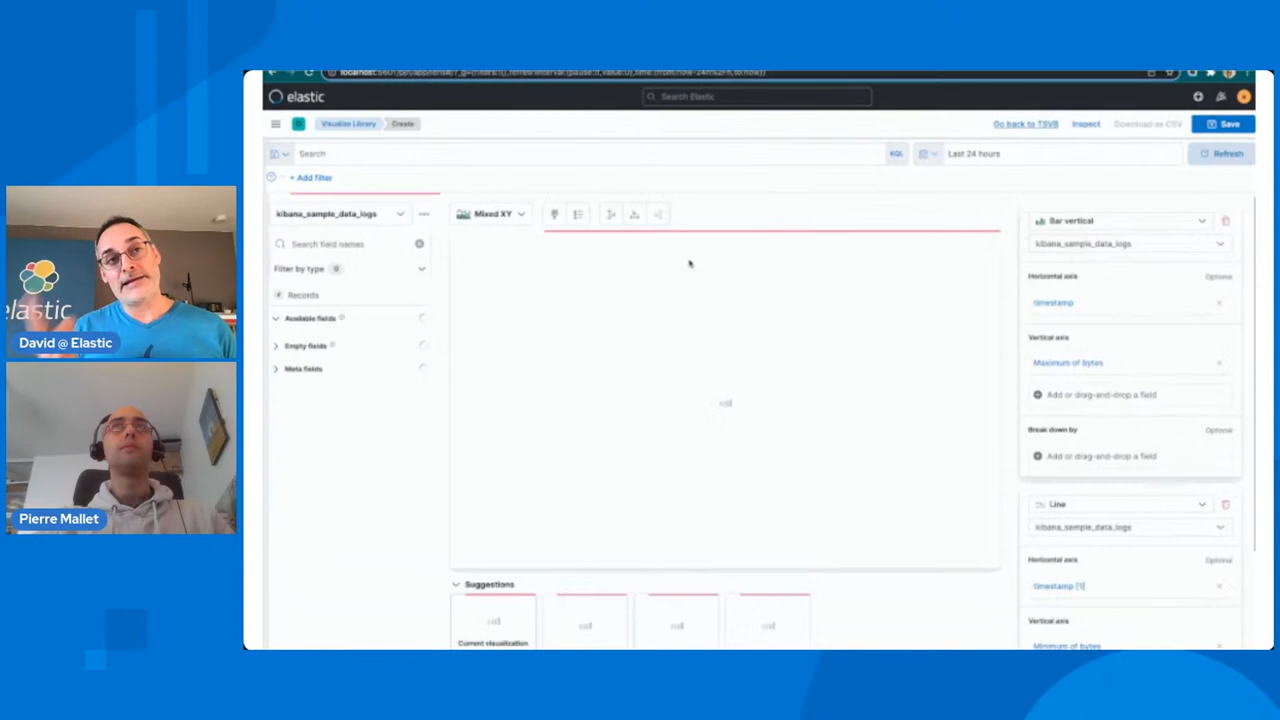 elastic
David @ Elastic
Pierre Mallet
elastic
Search Elastic
Visualize Library
Create
Go back to TSVB
Inspect
Download as CSV
Save
Search
KQL
Last 24 hours
Refresh
+ Add filter
kibana_sample_data_logs
Mixed XY
Search field names
Filter by type 0
Records
Available fields
Empty fields
Meta fields
Suggestions
Current visualization
Bar vertical
kibana_sample_data_logs
Horizontal axis Optional
timestamp
Vertical axis
Maximum of bytes
Add or drag-and-drop a field
Break down by Optional
Add or drag-and-drop a field
Line
kibana_sample_data_logs
Horizontal axis Optional
timestamp [1]
Vertical axis
Minimum of bytes